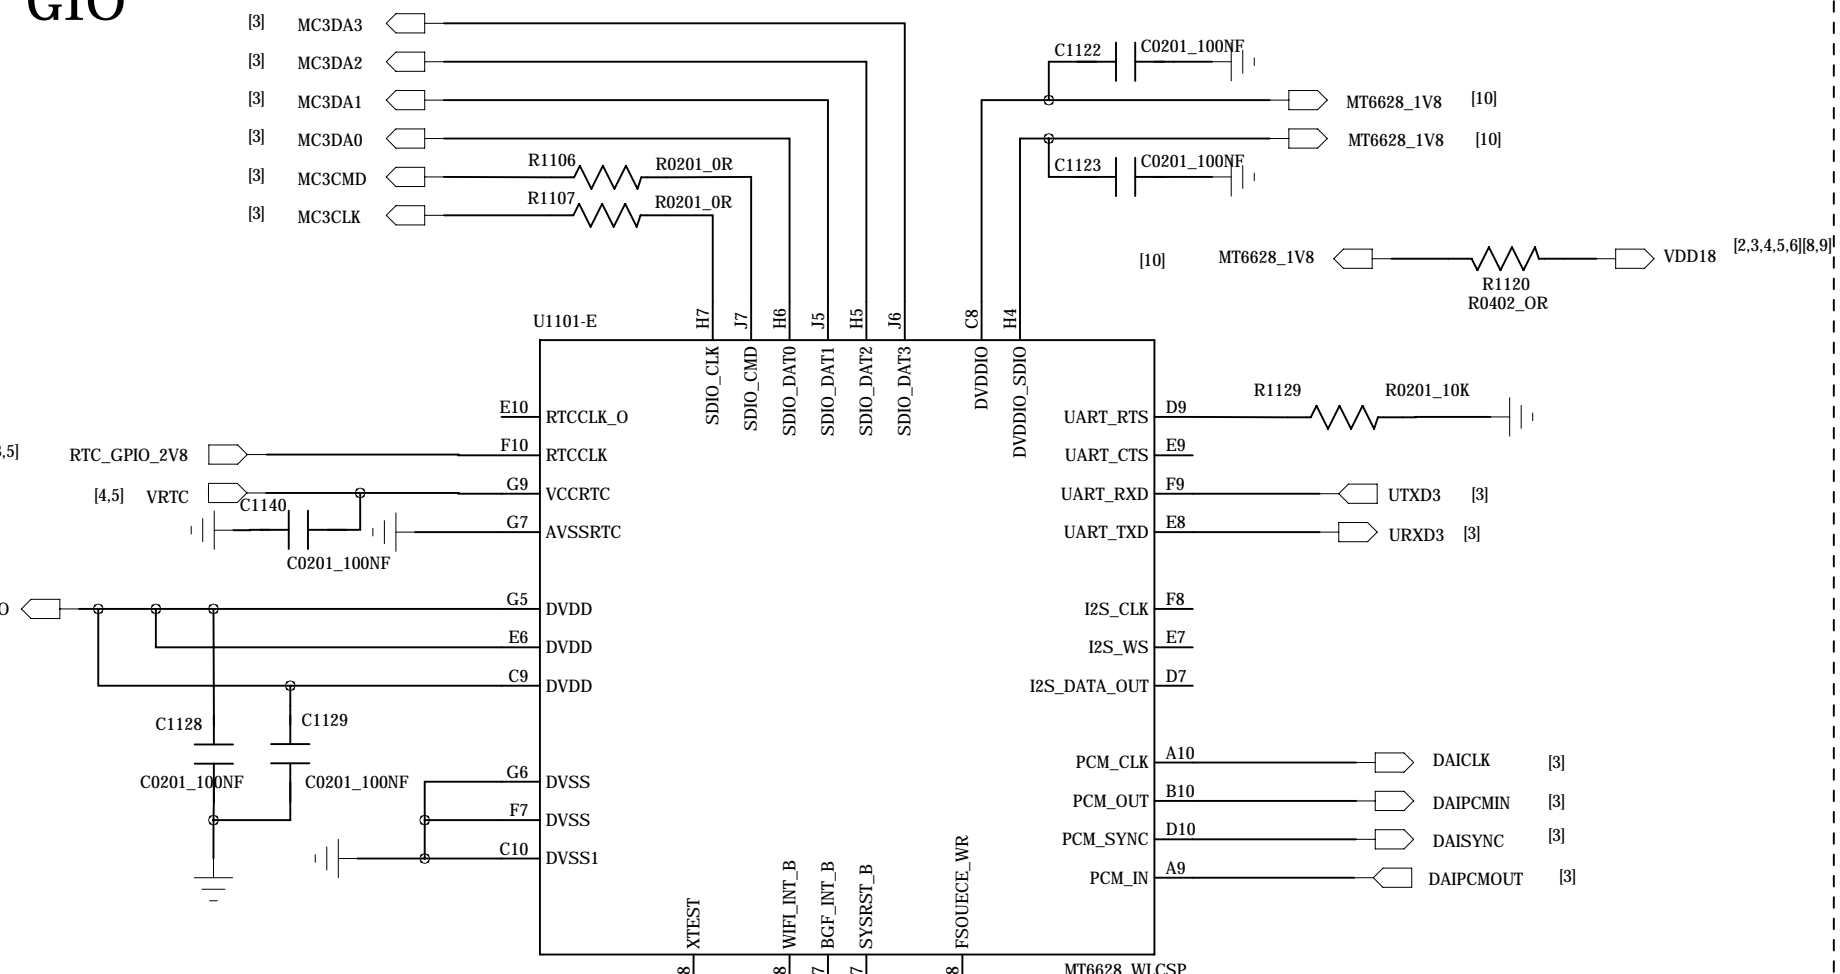 GIO
[3] MC3DA3
[3] MC3DA2
[3] MC3DA1
[3] MC3DA0
[3] MC3CMD
[3] MC3CLK
R1106 R0201_0R
R1107 R0201_0R
C1122 C0201_100NF
MT6628_1V8 [10]
MT6628_1V8 [10]
C1123 C0201_100NF
[10] MT6628_1V8
VDD18 [2,3,4,5,6][8,9]
R1120
R0402_OR
U1101-E
H7 J7 H6 J5 H5 J6 C8 H4
SDIO_CLK
SDIO_CMD
SDIO_DAT0
SDIO_DAT1
SDIO_DAT2
SDIO_DAT3
DVDDIO
DVDDIO_SDIO
E10 RTCCLK_O
,5] RTC_GPIO_2V8 F10 RTCCLK
[4,5] VRTC G9 VCCRTC
C1140
G7 AVSSRTC
C0201_100NF
O G5 DVDD
E6 DVDD
C9 DVDD
C1128 C1129
C0201_100NF C0201_100NF
G6 DVSS
F7 DVSS
C10 DVSS1
UART_RTS D9 R1129 R0201_10K
UART_CTS E9
UART_RXD F9 UTXD3 [3]
UART_TXD E8 URXD3 [3]
I2S_CLK F8
I2S_WS E7
I2S_DATA_OUT D7
PCM_CLK A10 DAICLK [3]
PCM_OUT B10 DAIPCMIN [3]
PCM_SYNC D10 DAISYNC [3]
PCM_IN A9 DAIPCMOUT [3]
XTEST
WIFI_INT_B
BGF_INT_B
SYSRST_B
FSOUECE_WR
8 8 7 7 8
MT6628_WLCSP